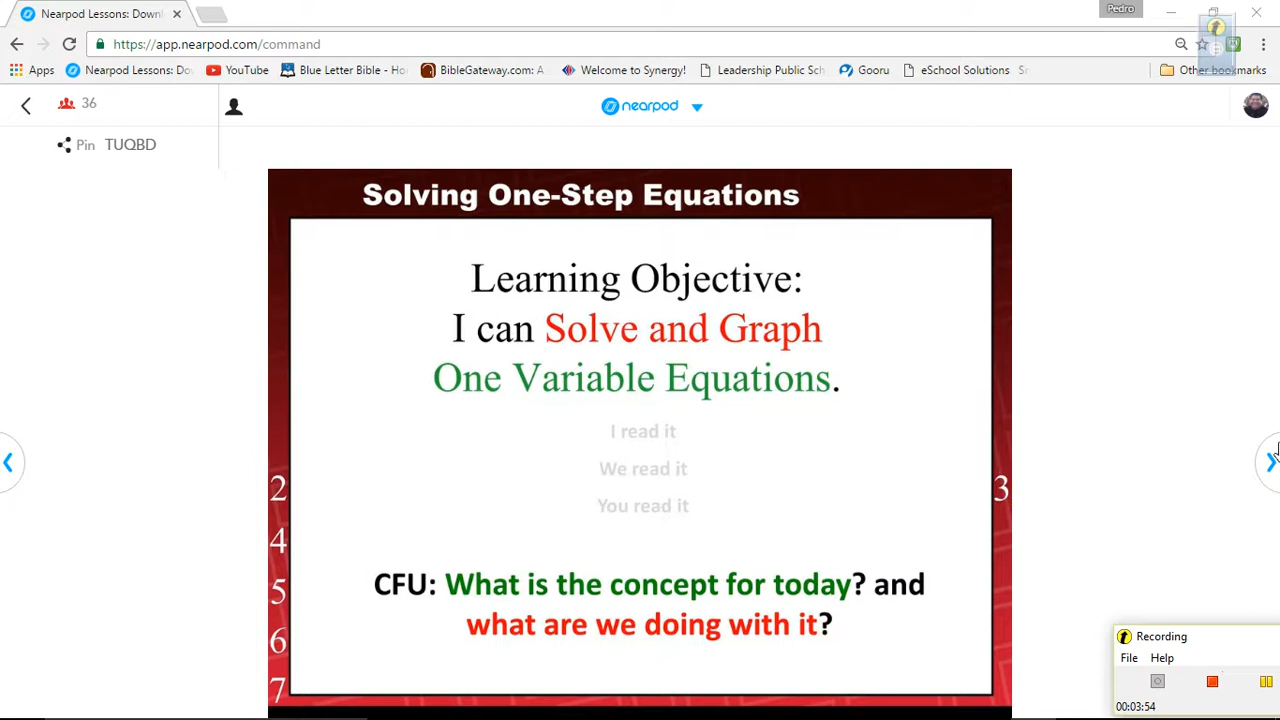 Nearpod Lessons: Downl
Pedro
https://app.nearpod.com/command
Apps Nearpod Lessons: Do YouTube Blue Letter Bible - Ho BibleGateway.com: A Welcome to Synergy! Leadership Public Sch Gooru eSchool Solutions Other bookmarks
36
nearpod
Pin TUQBD
Solving One-Step Equations
Learning Objective:
I can Solve and Graph
One Variable Equations.
I read it
We read it
You read it
2
3
4
5
6
7
CFU: What is the concept for today? and
what are we doing with it?
Recording
File Help
00:03:54